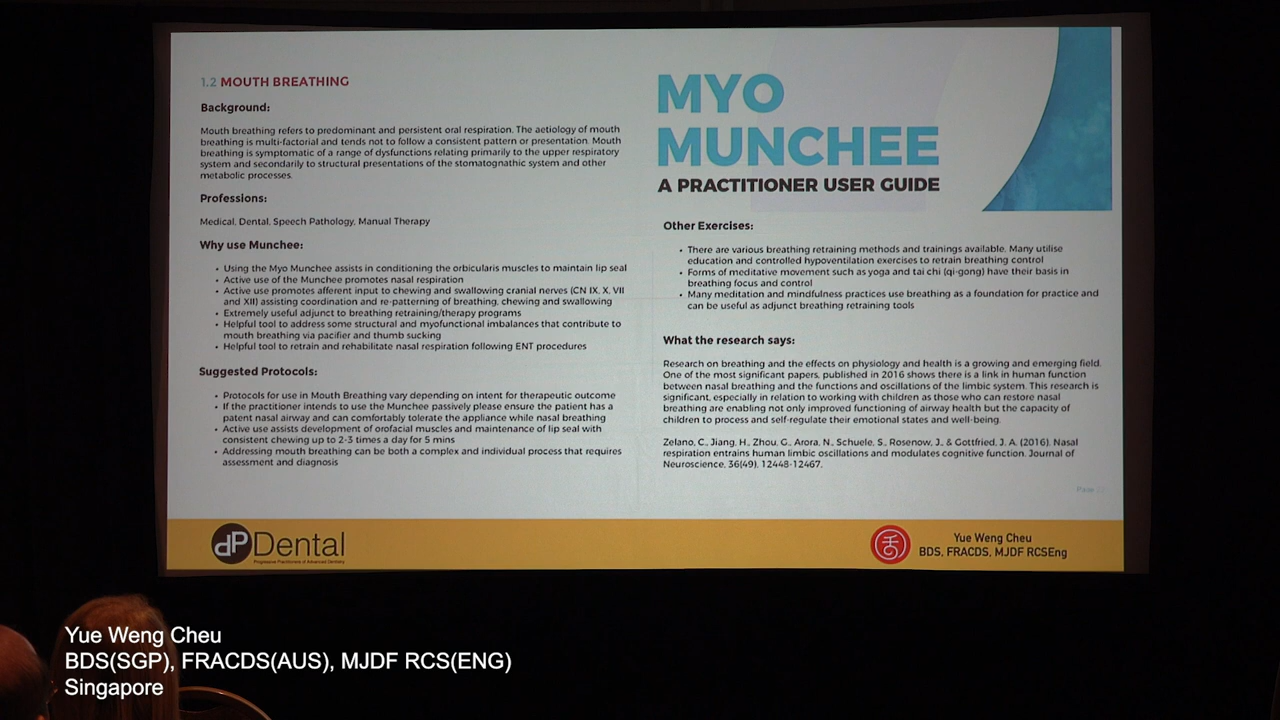 1.2 MOUTH BREATHING
Background:
Mouth breathing refers to predominant and persistent oral respiration. The aetiology of mouth
breathing is multi-factorial and tends not to follow a consistent pattern or presentation. Mouth
breathing is symptomatic of a range of dysfunctions relating primarily to the upper respiratory
system and secondarily to structural presentations of the stomatognathic system and other
metabolic processes.
Professions:
Medical, Dental, Speech Pathology, Manual Therapy
Why use Munchee:
• Using the Myo Munchee assists in conditioning the orbicularis muscles to maintain lip seal
• Active use of the Munchee promotes nasal respiration
• Active use promotes afferent input to chewing and swallowing cranial nerves (CN IX, X, VII
and XII) assisting coordination and re-patterning of breathing, chewing and swallowing
• Extremely useful adjunct to breathing retraining/therapy programs
• Helpful tool to address some structural and myofunctional imbalances that contribute to
mouth breathing via pacifier and thumb sucking
• Helpful tool to retrain and rehabilitate nasal respiration following ENT procedures
Suggested Protocols:
• Protocols for use in Mouth Breathing vary depending on intent for therapeutic outcome
• If the practitioner intends to use the Munchee passively please ensure the patient has a
patent nasal airway and can comfortably tolerate the appliance while nasal breathing
• Active use assists development of orofacial muscles and maintenance of lip seal with
consistent chewing up to 2-3 times a day for 5 mins
• Addressing mouth breathing can be both a complex and individual process that requires
assessment and diagnosis
MYO
MUNCHEE
A PRACTITIONER USER GUIDE
Other Exercises:
• There are various breathing retraining methods and trainings available. Many utilise
education and controlled hypoventilation exercises to retrain breathing control
• Forms of meditative movement such as yoga and tai chi (qi-gong) have their basis in
breathing focus and control
• Many meditation and mindfulness practices use breathing as a foundation for practice and
can be useful as adjunct breathing retraining tools
What the research says:
Research on breathing and the effects on physiology and health is a growing and emerging field.
One of the most significant papers, published in 2016 shows there is a link in human function
between nasal breathing and the functions and oscillations of the limbic system. This research is
significant, especially in relation to working with children as those who can restore nasal
breathing are enabling not only improved functioning of airway health but the capacity of
children to process and self-regulate their emotional states and well-being.
Zelano, C., Jiang, H., Zhou, G., Arora, N., Schuele, S., Rosenow, J., & Gottfried, J. A. (2016). Nasal
respiration entrains human limbic oscillations and modulates cognitive function. Journal of
Neuroscience, 36(49), 12448-12467.
Page
dP Dental
Progressive Practitioners of Advanced Dentistry
Yue Weng Cheu
BDS, FRACDS, MJDF RCSEng
Yue Weng Cheu
BDS(SGP), FRACDS(AUS), MJDF RCS(ENG)
Singapore